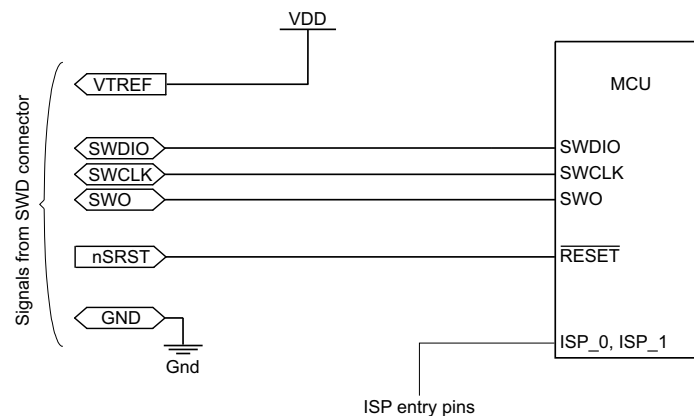 VDD
VTREF
MCU
Signals from SWD connector
SWDIO
SWDIO
SWCLK
SWCLK
SWO
SWO
nSRST
RESET
GND
Gnd
ISP_0, ISP_1
ISP entry pins